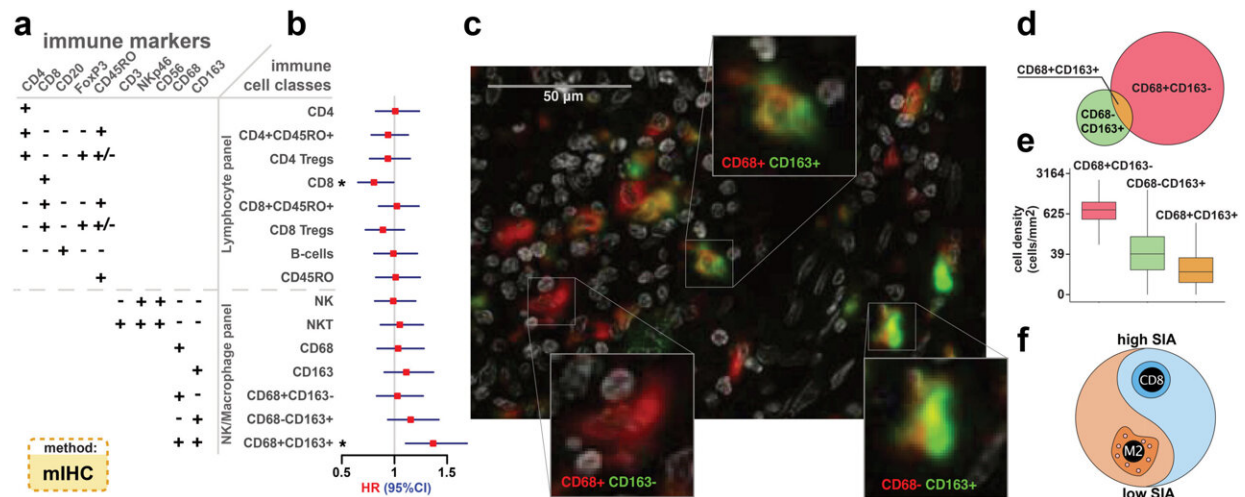 a
immune markers
CD4
CD8
CD20
FoxP3
CD45RO
CD3
NKp46
CD56
CD68
CD163
immune
cell classes
+
+ - - - +
+ - - + +/-
+
- + - - +
- + - + +/-
- - + - -
+
- + + - -
+ + + - -
+
+
+ -
- +
+ +
Lymphocyte panel
NK/Macrophage panel
CD4
CD4+CD45RO+
CD4 Tregs
CD8 *
CD8+CD45RO+
CD8 Tregs
B-cells
CD45RO
NK
NKT
CD68
CD163
CD68+CD163-
CD68-CD163+
CD68+CD163+ *
method:
mIHC
b
0.5 1 1.5
HR (95%CI)
c
50 µm
CD68+ CD163+
CD68+ CD163-
CD68- CD163+
d
CD68+CD163+
CD68+CD163-
CD68-
CD163+
e
CD68+CD163-
CD68-CD163+
CD68+CD163+
cell density
(cells/mm2)
3164
625
39
0
f
high SIA
CD8
M2
low SIA